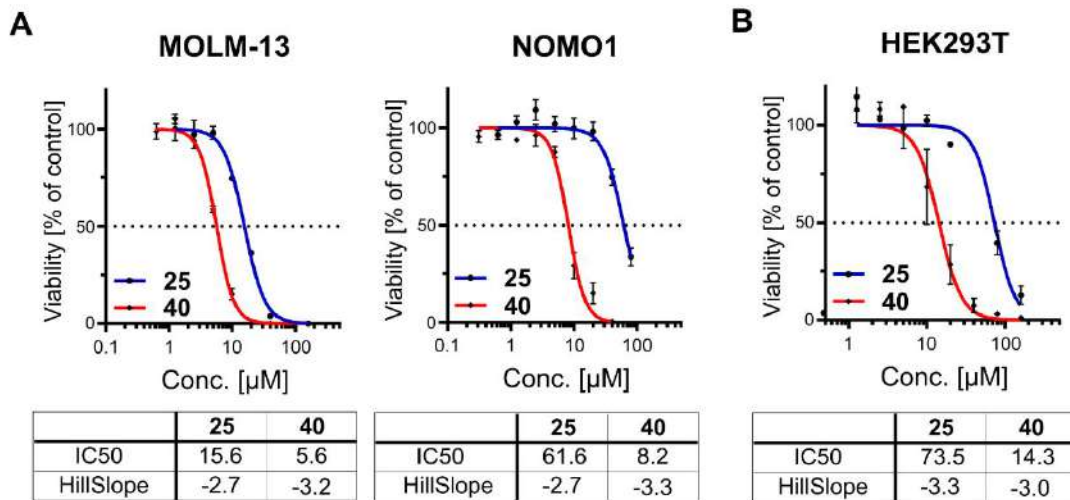 A
MOLM-13
NOMO1
B
HEK293T
Viability [% of control]
100
50
0
25
40
0.1
1
10
100
Conc. [µM]
Viability [% of control]
100
50
0
25
40
0.1
1
10
100
Conc. [µM]
Viability [% of control]
100
50
0
25
40
1
10
100
Conc. [µM]
25 40
IC50 15.6 5.6
HillSlope -2.7 -3.2
25 40
IC50 61.6 8.2
HillSlope -2.7 -3.3
25 40
IC50 73.5 14.3
HillSlope -3.3 -3.0